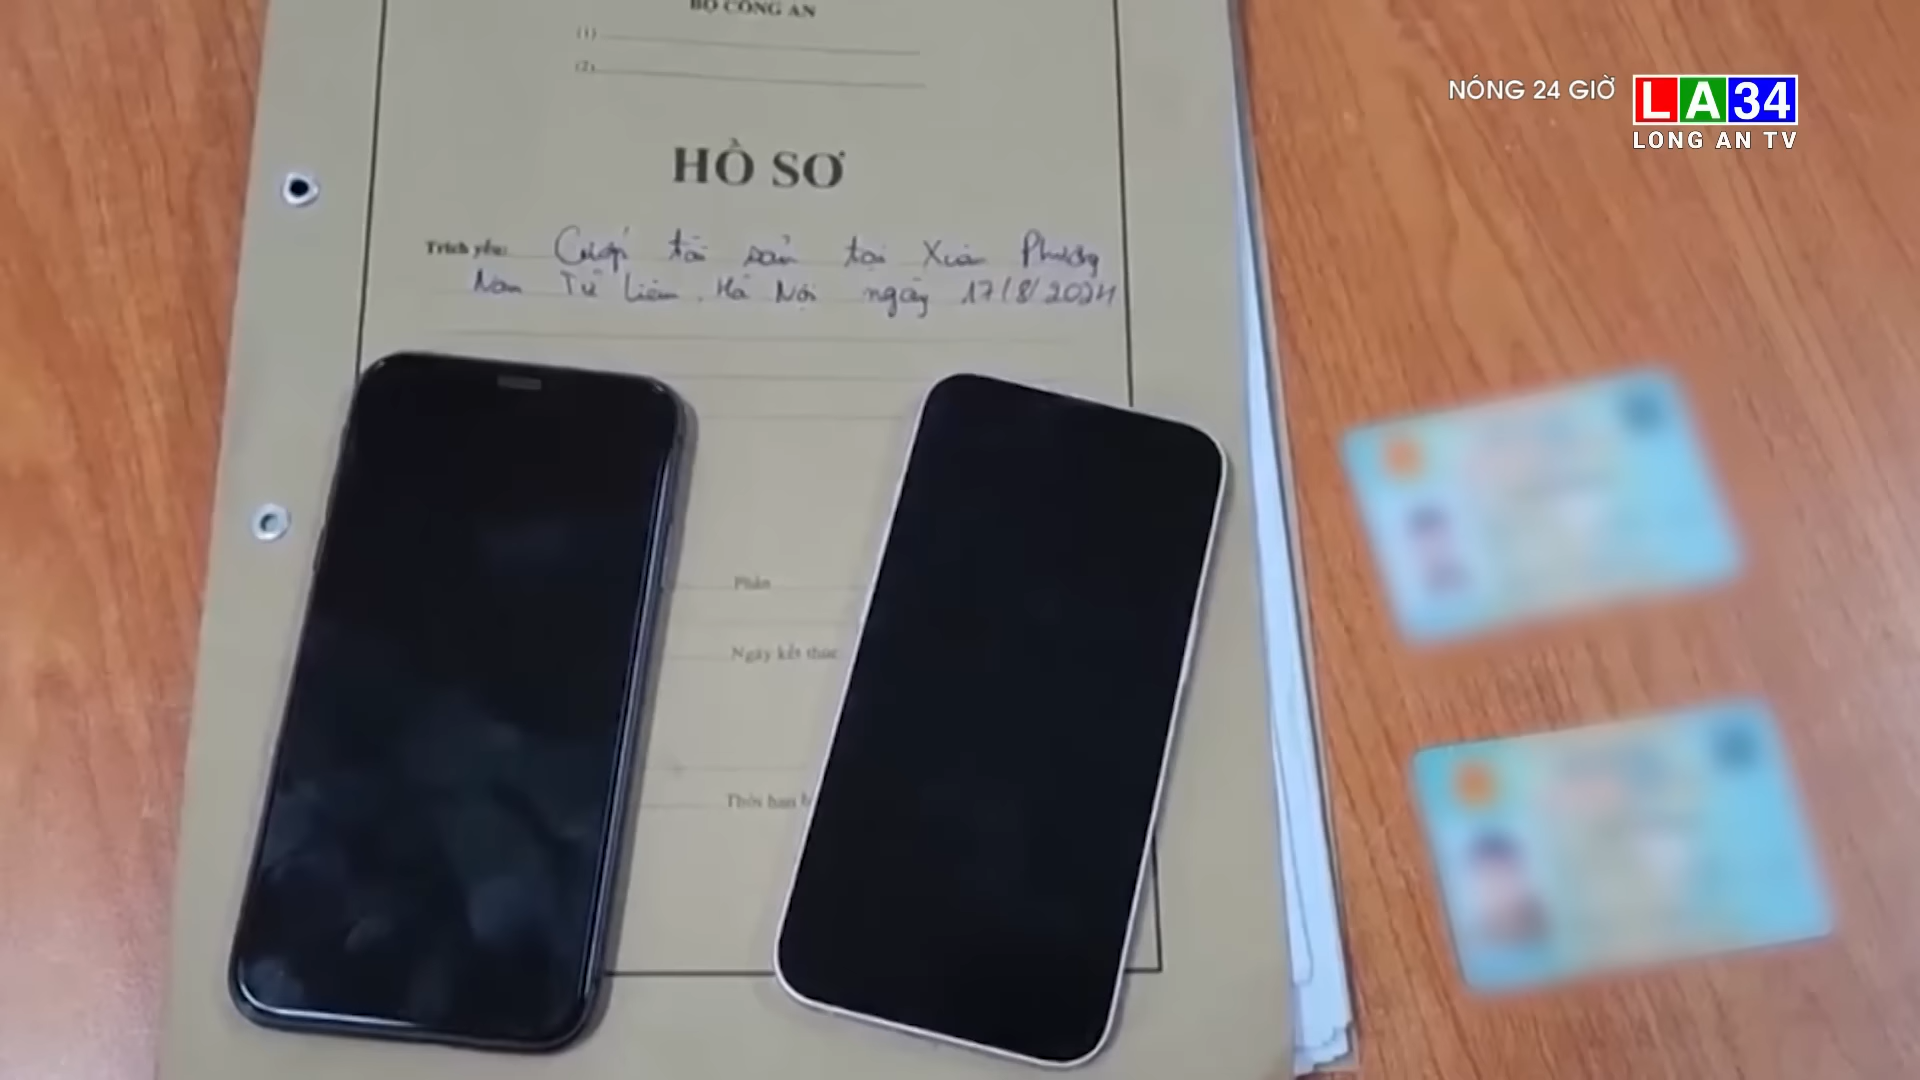 BỘ CÔNG AN
(1)
(2)
NÓNG 24 GIỜ
LA34
LONG AN TV
HỒ SƠ
Trích yếu: Cướp tài sản tại Xuân Phương
Nam Từ Liêm. Hà Nội ngày 17/8/2024
Phần
Ngày kết thúc
Thời hạn b